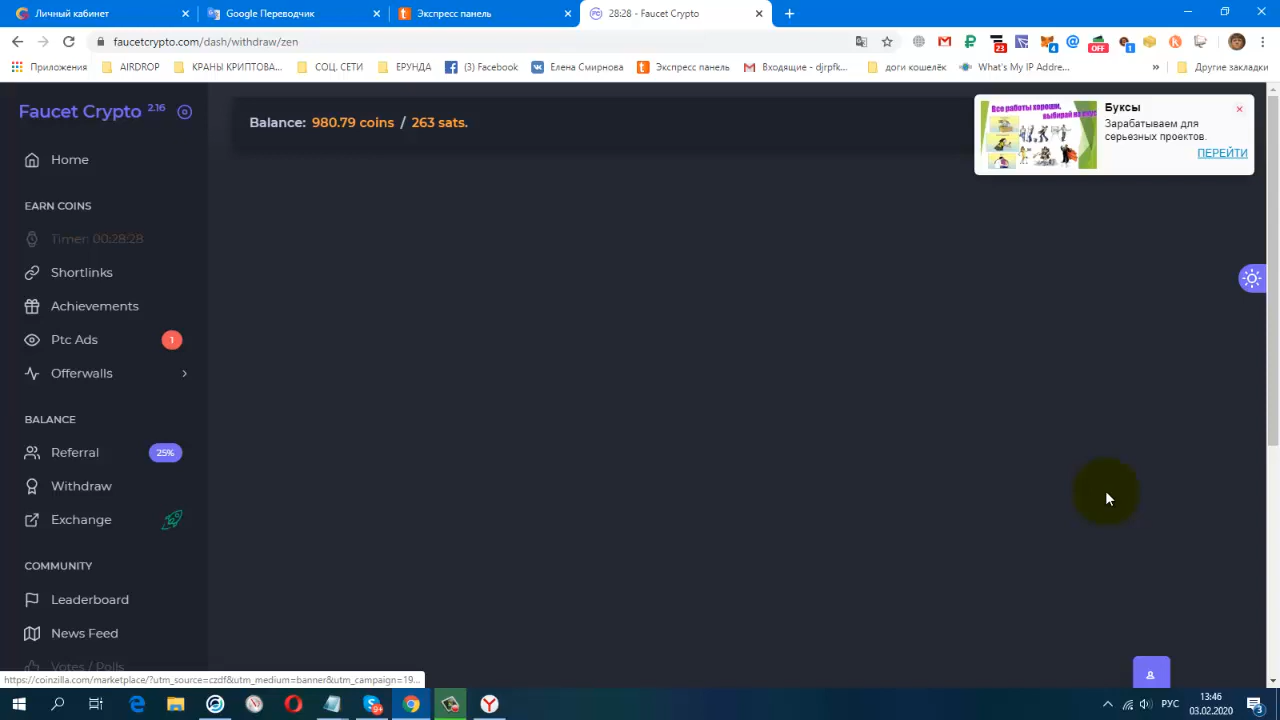 Личный кабинет
Google Переводчик
Экспресс панель
28:28 - Faucet Crypto
faucetcrypto.com/dash/withdraw/zen
23
4
OFF
1
Приложения
AIRDROP
КРАНЫ КРИПТОВА...
СОЦ. СЕТИ
ЕРУНДА
(3) Facebook
Елена Смирнова
Экспресс панель
Входящие - djrpfk...
доги кошелёк
What's My IP Addre...
»
Другие закладки
Faucet Crypto 2.16
Balance: 980.79 coins / 263 sats.
Все работы хороши,
Буксы
Зарабатываем для
серьезных проектов.
ПЕРЕЙТИ
Home
EARN COINS
Timer: 00:28:28
Shortlinks
Achievements
Ptc Ads
1
Offerwalls
BALANCE
Referral
25%
Withdraw
Exchange
COMMUNITY
Leaderboard
News Feed
Votes / Polls
https://coinzilla.com/marketplace/?utm_source=czdf&utm_medium=banner&utm_campaign=19...
РУС
13:46
03.02.2020
3